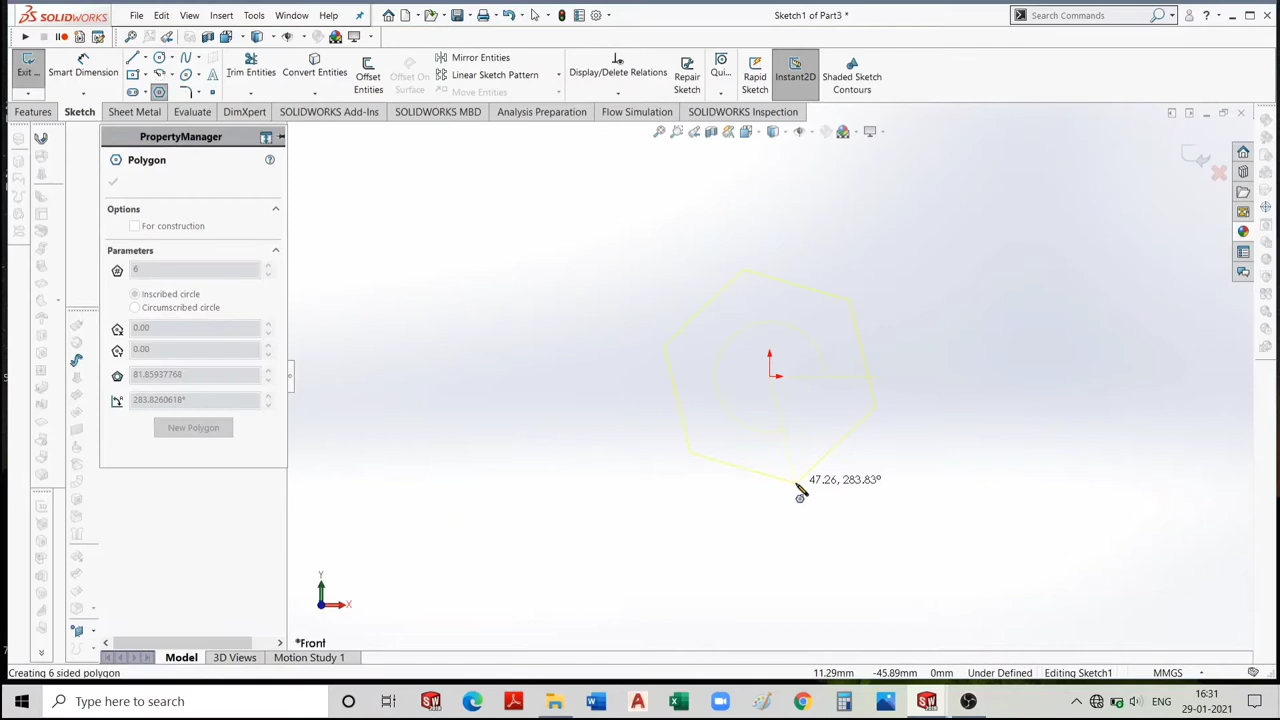 SOLIDWORKS
File Edit View Insert Tools Window Help
Sketch1 of Part3 *
Search Commands
?
Exit ...
Smart Dimension
Trim Entities
Convert Entities
Offset Entities
Offset On Surface
Mirror Entities
Linear Sketch Pattern
Move Entities
Display/Delete Relations
Repair Sketch
Qui...
Rapid Sketch
Instant2D
Shaded Sketch Contours
Features Sketch Sheet Metal Evaluate DimXpert SOLIDWORKS Add-Ins SOLIDWORKS MBD Analysis Preparation Flow Simulation SOLIDWORKS Inspection
PropertyManager
Polygon
?
Options
For construction
Parameters
6
Inscribed circle
Circumscribed circle
0.00
0.00
81.85937768
283.8260618°
New Polygon
47.26, 283.83°
Y
X
*Front
Model 3D Views Motion Study 1
Creating 6 sided polygon
11.29mm -45.89mm 0mm Under Defined Editing Sketch1 MMGS
Type here to search
ENG
16:31
29-01-2021